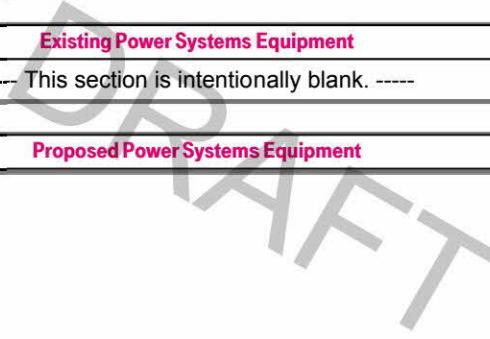 Existing Power Systems Equipment
-- This section is intentionally blank. -----
Proposed Power Systems Equipment
DRAFT